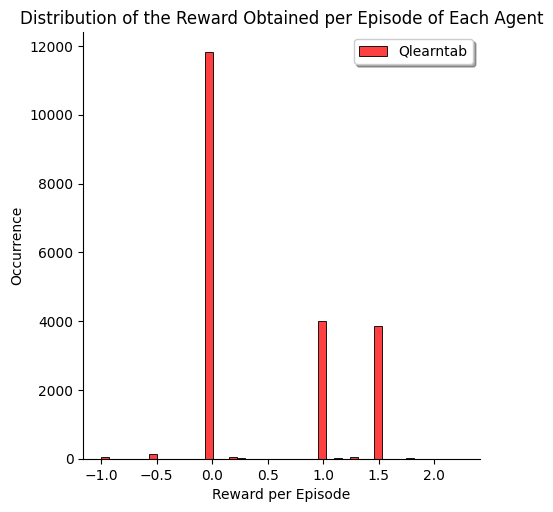 Distribution of the Reward Obtained per Episode of Each Agent
Qlearntab
12000
10000
8000
6000
4000
2000
0
Occurrence
−1.0 −0.5 0.0 0.5 1.0 1.5 2.0
Reward per Episode